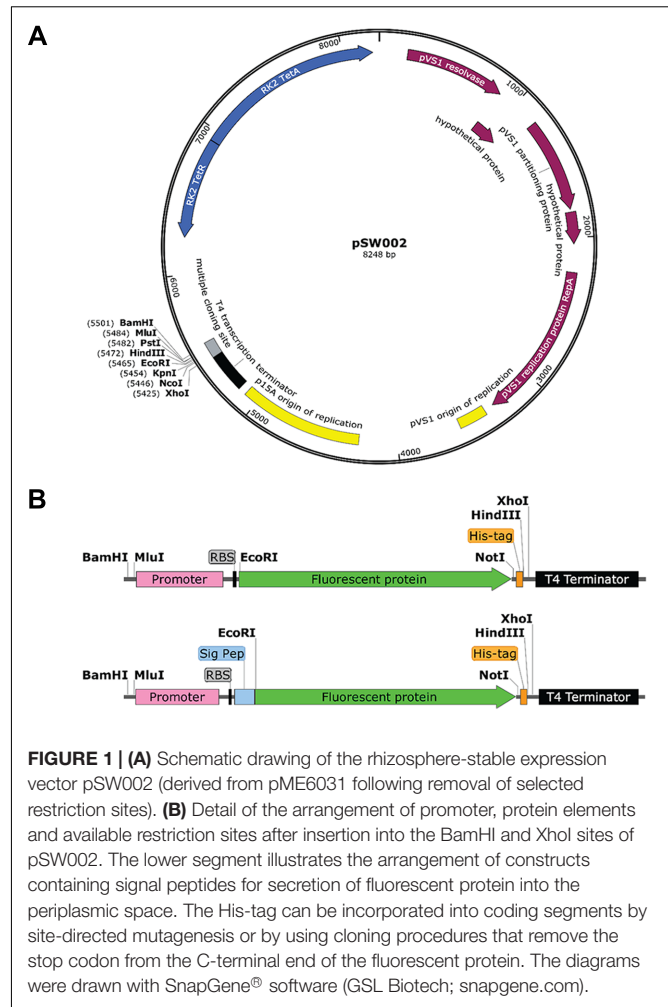 A
8000
1000
2000
3000
4000
5000
6000
7000
RK2 TetA
RK2 TetR
pVS1 resolvase
hypothetical protein
pVS1 partitioning protein
hypothetical protein
pVS1 replication protein RepA
pVS1 origin of replication
p15A origin of replication
T4 transcription terminator
multiple cloning site
pSW002
8248 bp
(5501) BamHI
(5484) MluI
(5482) PstI
(5472) HindIII
(5465) EcoRI
(5454) KpnI
(5446) NcoI
(5425) XhoI
B
XhoI
HindIII
His-tag
BamHI MluI RBS EcoRI NotI
Promoter Fluorescent protein T4 Terminator
XhoI
EcoRI HindIII
Sig Pep His-tag
BamHI MluI RBS NotI
Promoter Fluorescent protein T4 Terminator
FIGURE 1 | (A) Schematic drawing of the rhizosphere-stable expression
vector pSW002 (derived from pME6031 following removal of selected
restriction sites). (B) Detail of the arrangement of promoter, protein elements
and available restriction sites after insertion into the BamHI and XhoI sites of
pSW002. The lower segment illustrates the arrangement of constructs
containing signal peptides for secretion of fluorescent protein into the
periplasmic space. The His-tag can be incorporated into coding segments by
site-directed mutagenesis or by using cloning procedures that remove the
stop codon from the C-terminal end of the fluorescent protein. The diagrams
were drawn with SnapGene® software (GSL Biotech; snapgene.com).